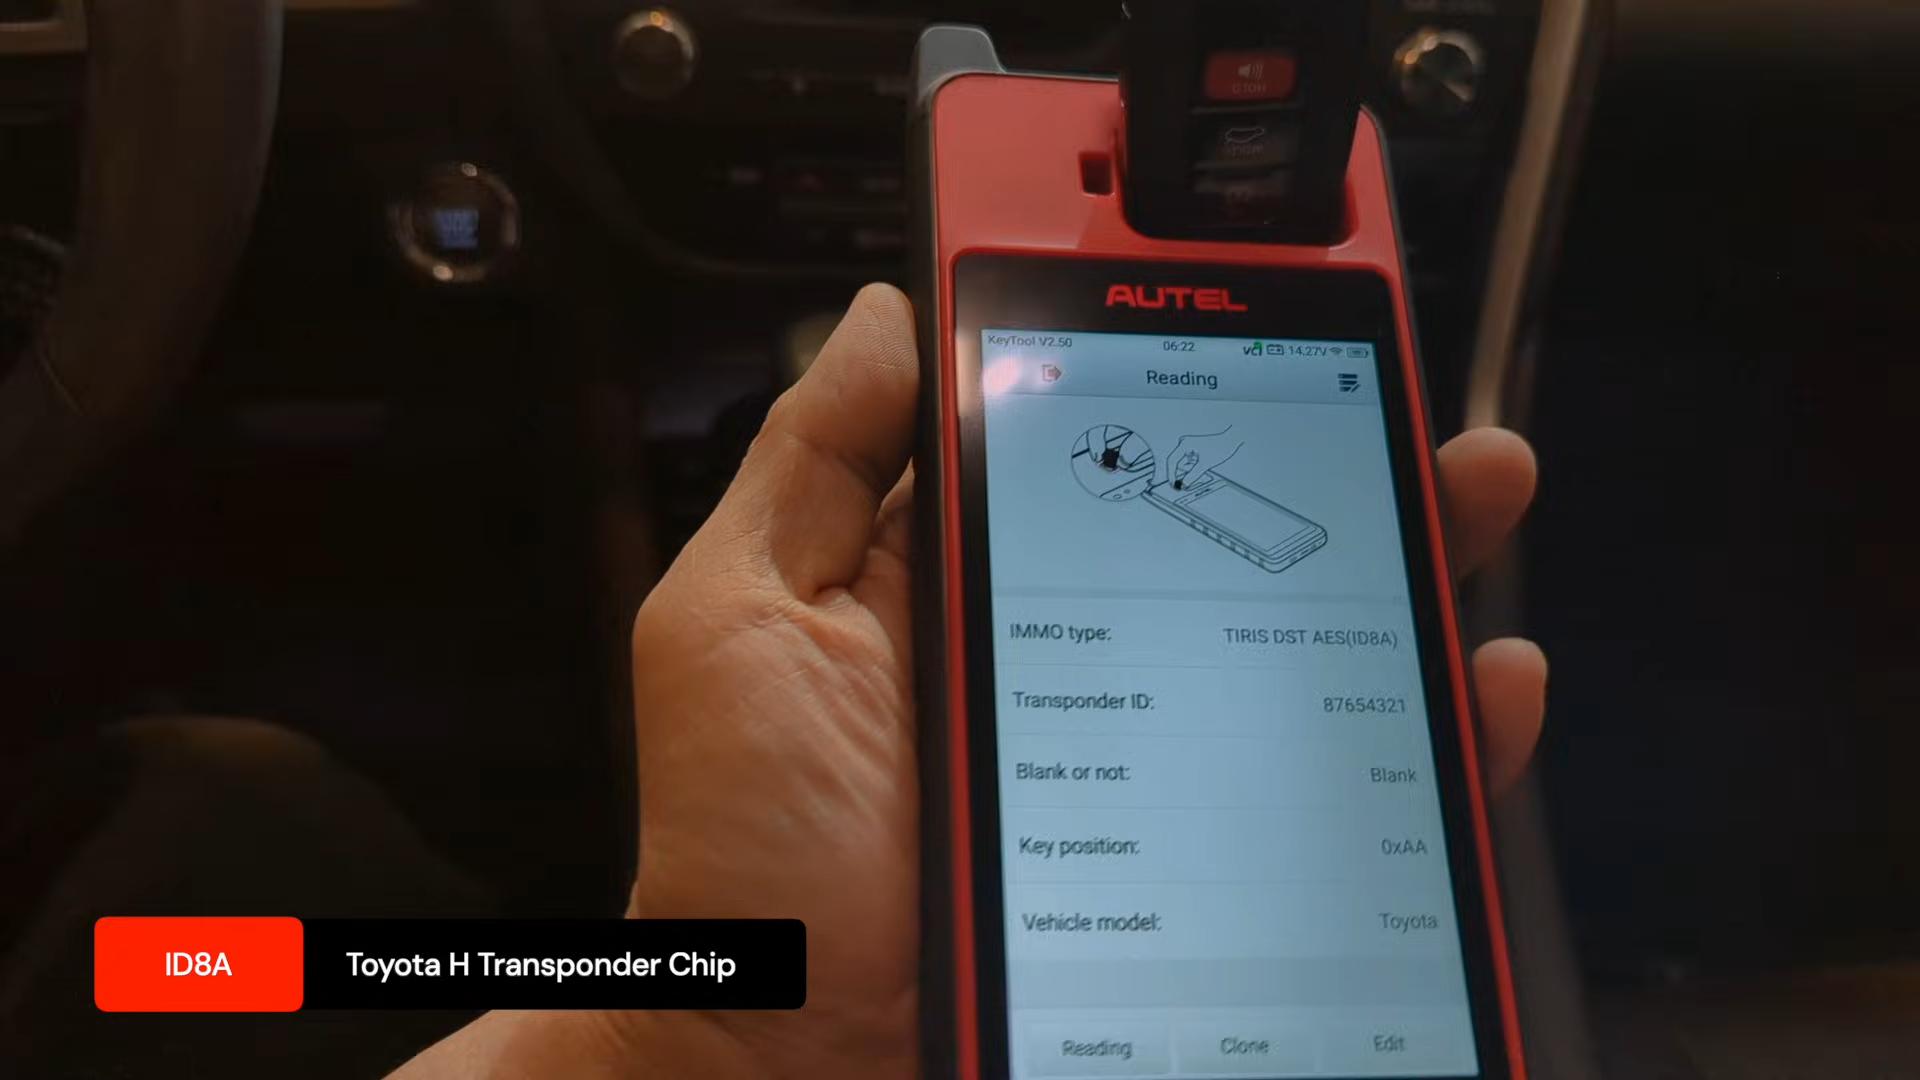 AUTEL
KeyTool V2.50 06:22 VCI 14.27V
Reading
IMMO type: TIRIS DST AES(ID8A)
Transponder ID: 87654321
Blank or not: Blank
Key position: 0xAA
Vehicle model: Toyota
Reading Clone Edit
ID8A Toyota H Transponder Chip